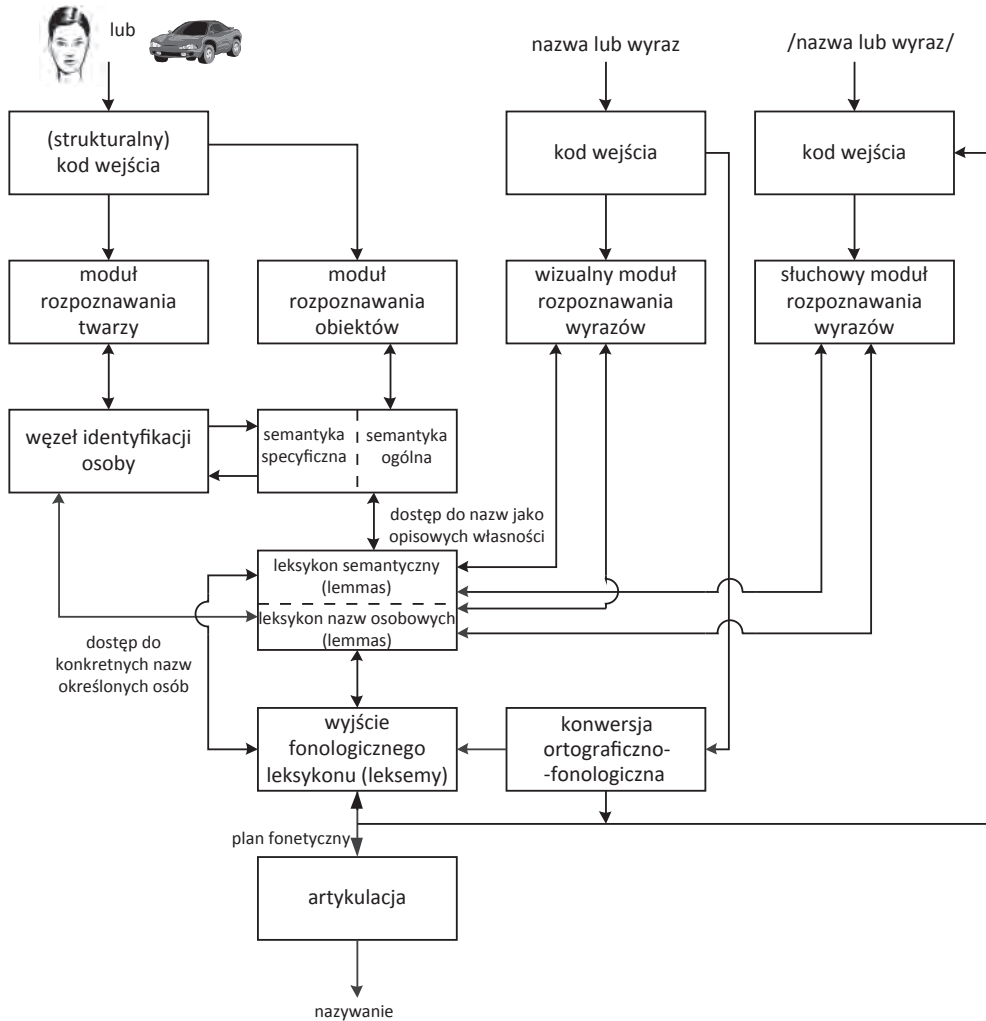 lub
nazwa lub wyraz
/nazwa lub wyraz/
(strukturalny)
kod wejścia
kod wejścia
kod wejścia
moduł
rozpoznawania
twarzy
moduł
rozpoznawania
obiektów
wizualny moduł
rozpoznawania
wyrazów
słuchowy moduł
rozpoznawania
wyrazów
węzeł identyfikacji
osoby
semantyka
specyficzna
semantyka
ogólna
dostęp do nazw jako
opisowych własności
leksykon semantyczny
(lemmas)
leksykon nazw osobowych
(lemmas)
dostęp do
konkretnych nazw
określonych osób
wyjście
fonologicznego
leksykonu (leksemy)
konwersja
ortograficzno-
-fonologiczna
plan fonetyczny
artykulacja
nazywanie